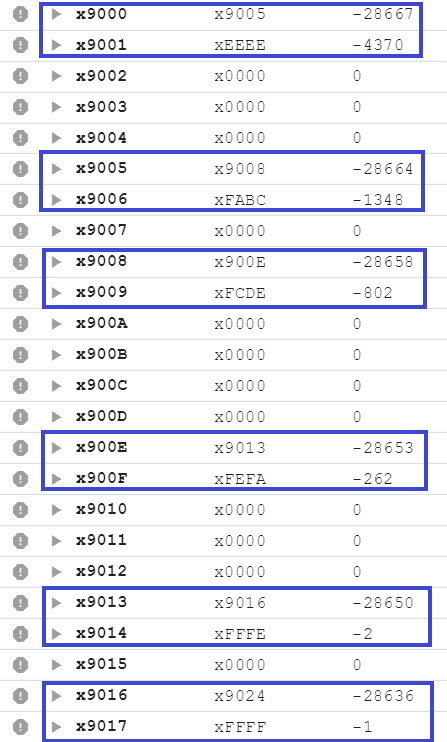 x9000 x9005 -28667
x9001 xEEEE -4370
x9002 x0000 0
x9003 x0000 0
x9004 x0000 0
x9005 x9008 -28664
x9006 xFABC -1348
x9007 x0000 0
x9008 x900E -28658
x9009 xFCDE -802
x900A x0000 0
x900B x0000 0
x900C x0000 0
x900D x0000 0
x900E x9013 -28653
x900F xFEFA -262
x9010 x0000 0
x9011 x0000 0
x9012 x0000 0
x9013 x9016 -28650
x9014 xFFFE -2
x9015 x0000 0
x9016 x9024 -28636
x9017 xFFFF -1